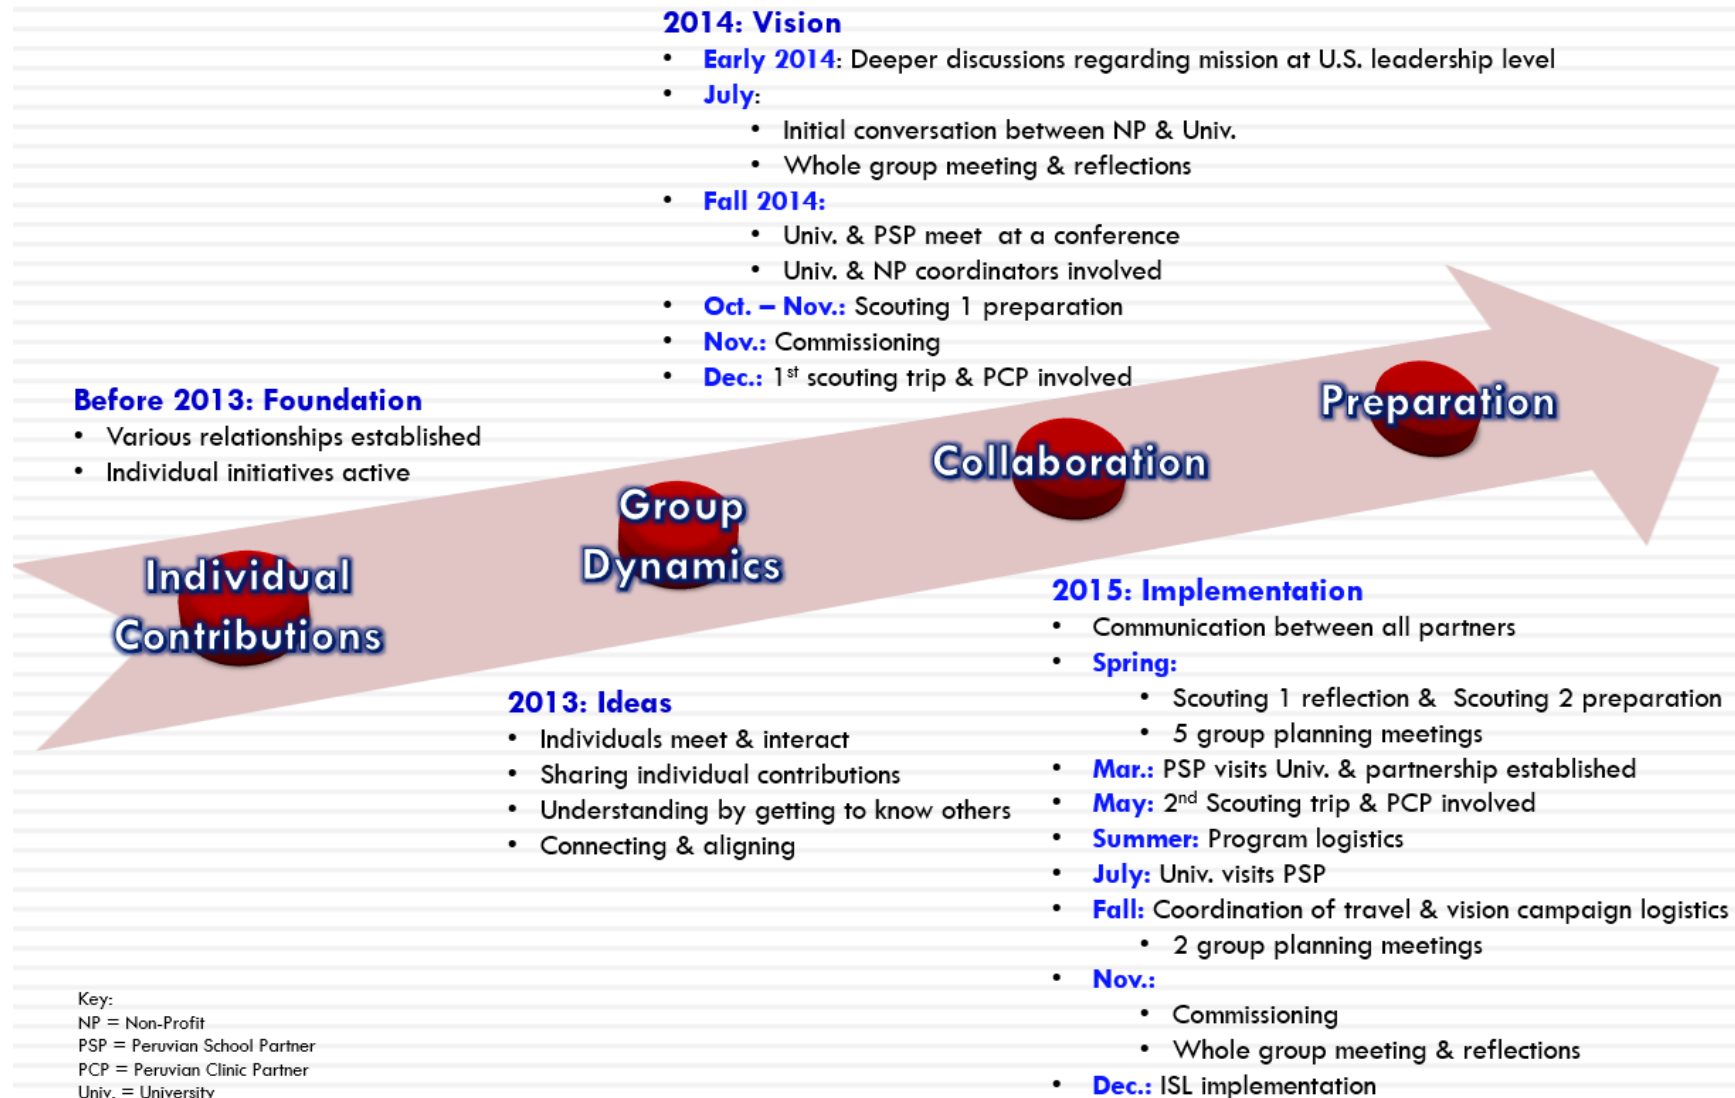 2014: Vision
• Early 2014: Deeper discussions regarding mission at U.S. leadership level
• July:
• Initial conversation between NP & Univ.
• Whole group meeting & reflections
• Fall 2014:
• Univ. & PSP meet at a conference
• Univ. & NP coordinators involved
• Oct. – Nov.: Scouting 1 preparation
• Nov.: Commissioning
• Dec.: 1st scouting trip & PCP involved
Before 2013: Foundation
• Various relationships established
• Individual initiatives active
Individual
Contributions
Group
Dynamics
Collaboration
Preparation
2013: Ideas
• Individuals meet & interact
• Sharing individual contributions
• Understanding by getting to know others
• Connecting & aligning
2015: Implementation
• Communication between all partners
• Spring:
• Scouting 1 reflection & Scouting 2 preparation
• 5 group planning meetings
• Mar.: PSP visits Univ. & partnership established
• May: 2nd Scouting trip & PCP involved
• Summer: Program logistics
• July: Univ. visits PSP
• Fall: Coordination of travel & vision campaign logistics
• 2 group planning meetings
• Nov.:
• Commissioning
• Whole group meeting & reflections
• Dec.: ISL implementation
Key:
NP = Non-Profit
PSP = Peruvian School Partner
PCP = Peruvian Clinic Partner
Univ. = University